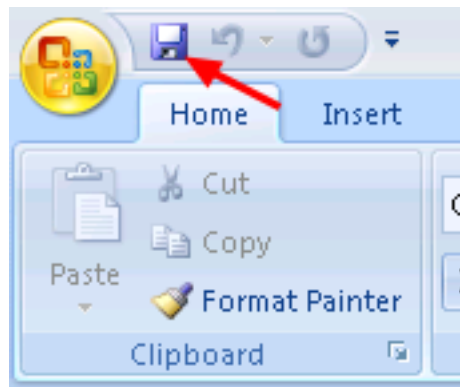 Home Insert
Cut
Copy
Paste
Format Painter
Clipboard